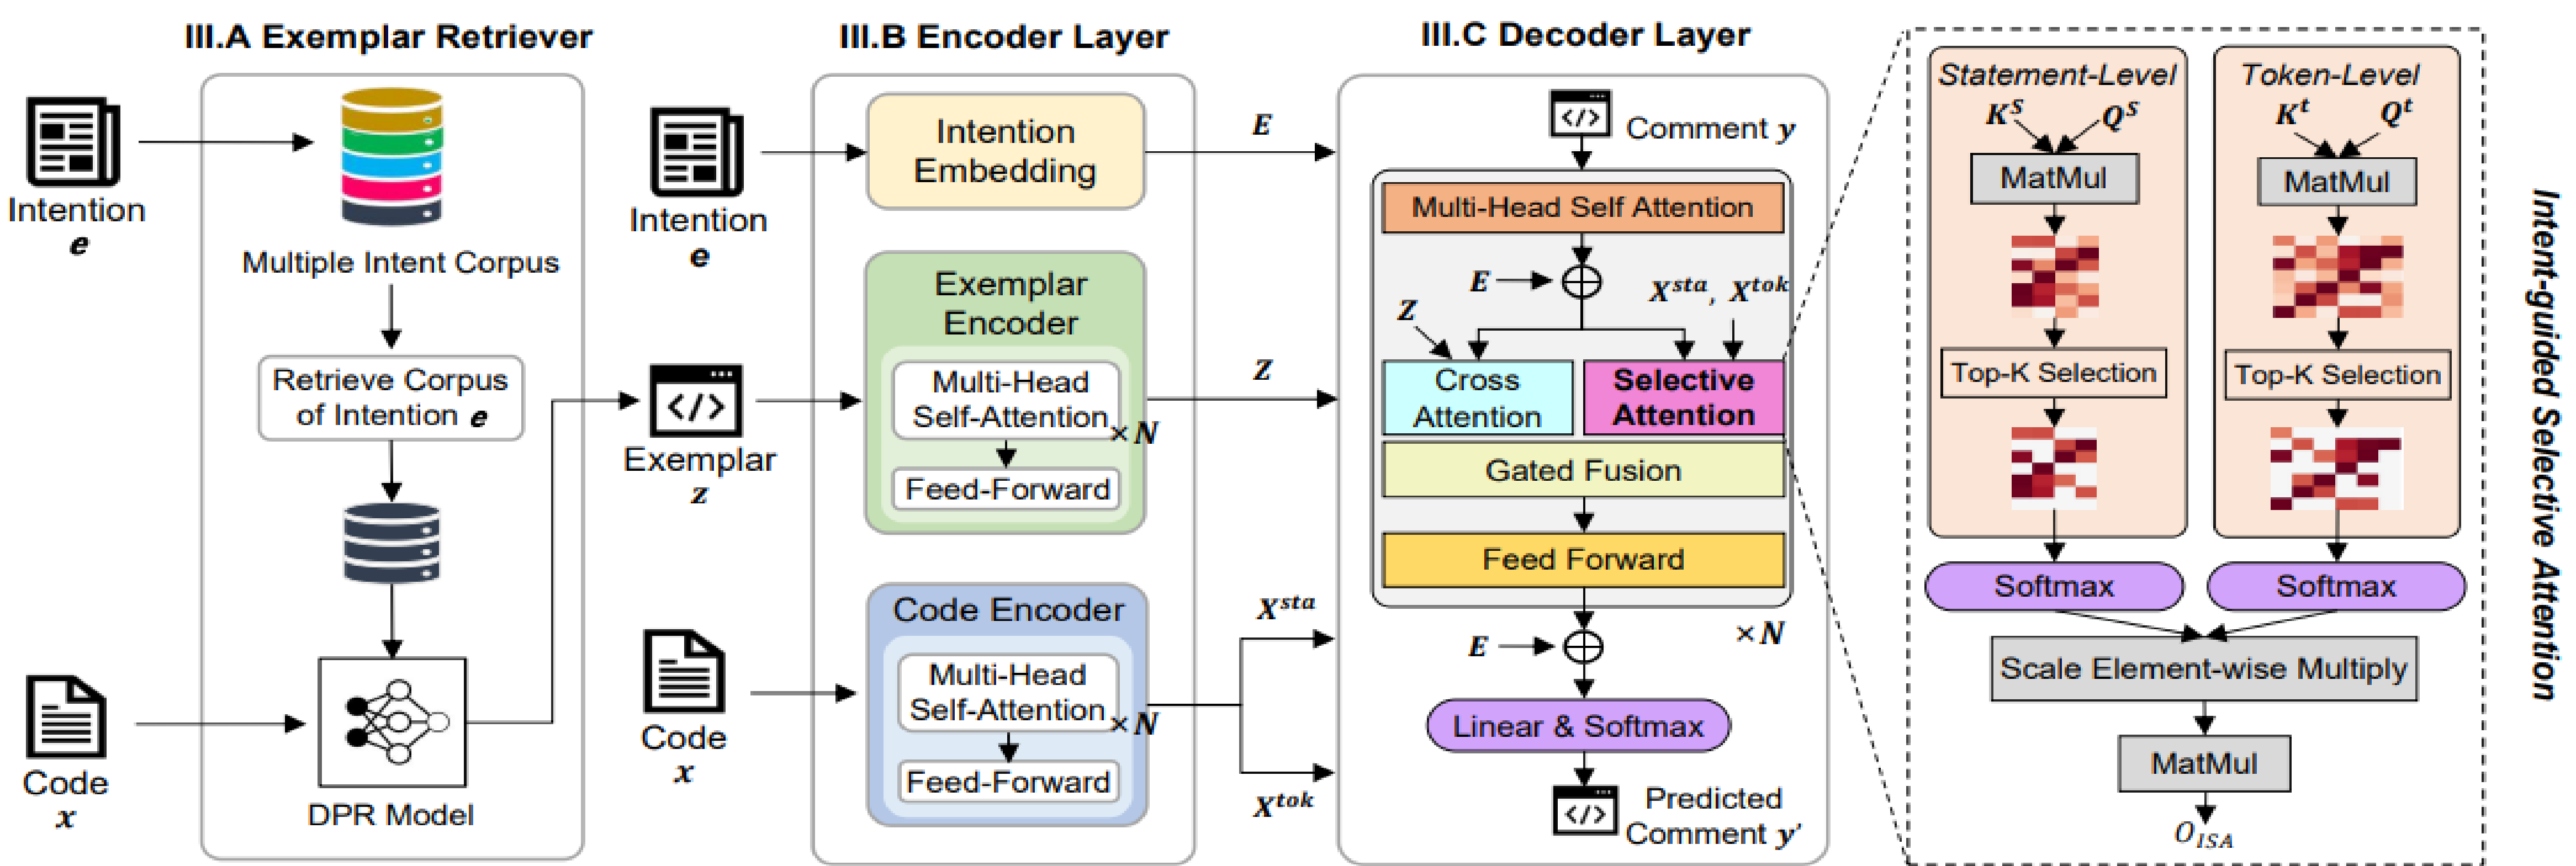 III.A Exemplar Retriever
Intention
e
Multiple Intent Corpus
Retrieve Corpus
of Intention e
Code
x
DPR Model
III.B Encoder Layer
Intention
e
Intention
Embedding
E
Exemplar
z
Exemplar
Encoder
Multi-Head
Self-Attention
×N
Feed-Forward
Z
Code
x
Code Encoder
Multi-Head
Self-Attention
×N
Feed-Forward
X^sta
X^tok
III.C Decoder Layer
Comment y
Multi-Head Self Attention
E
X^sta, X^tok
Z
Cross
Attention
Selective
Attention
Gated Fusion
Feed Forward
×N
E
Linear & Softmax
Predicted
Comment y'
Statement-Level
K^S Q^S
MatMul
Top-K Selection
Softmax
Token-Level
K^t Q^t
MatMul
Top-K Selection
Softmax
Scale Element-wise Multiply
MatMul
O_ISA
Intent-guided Selective Attention